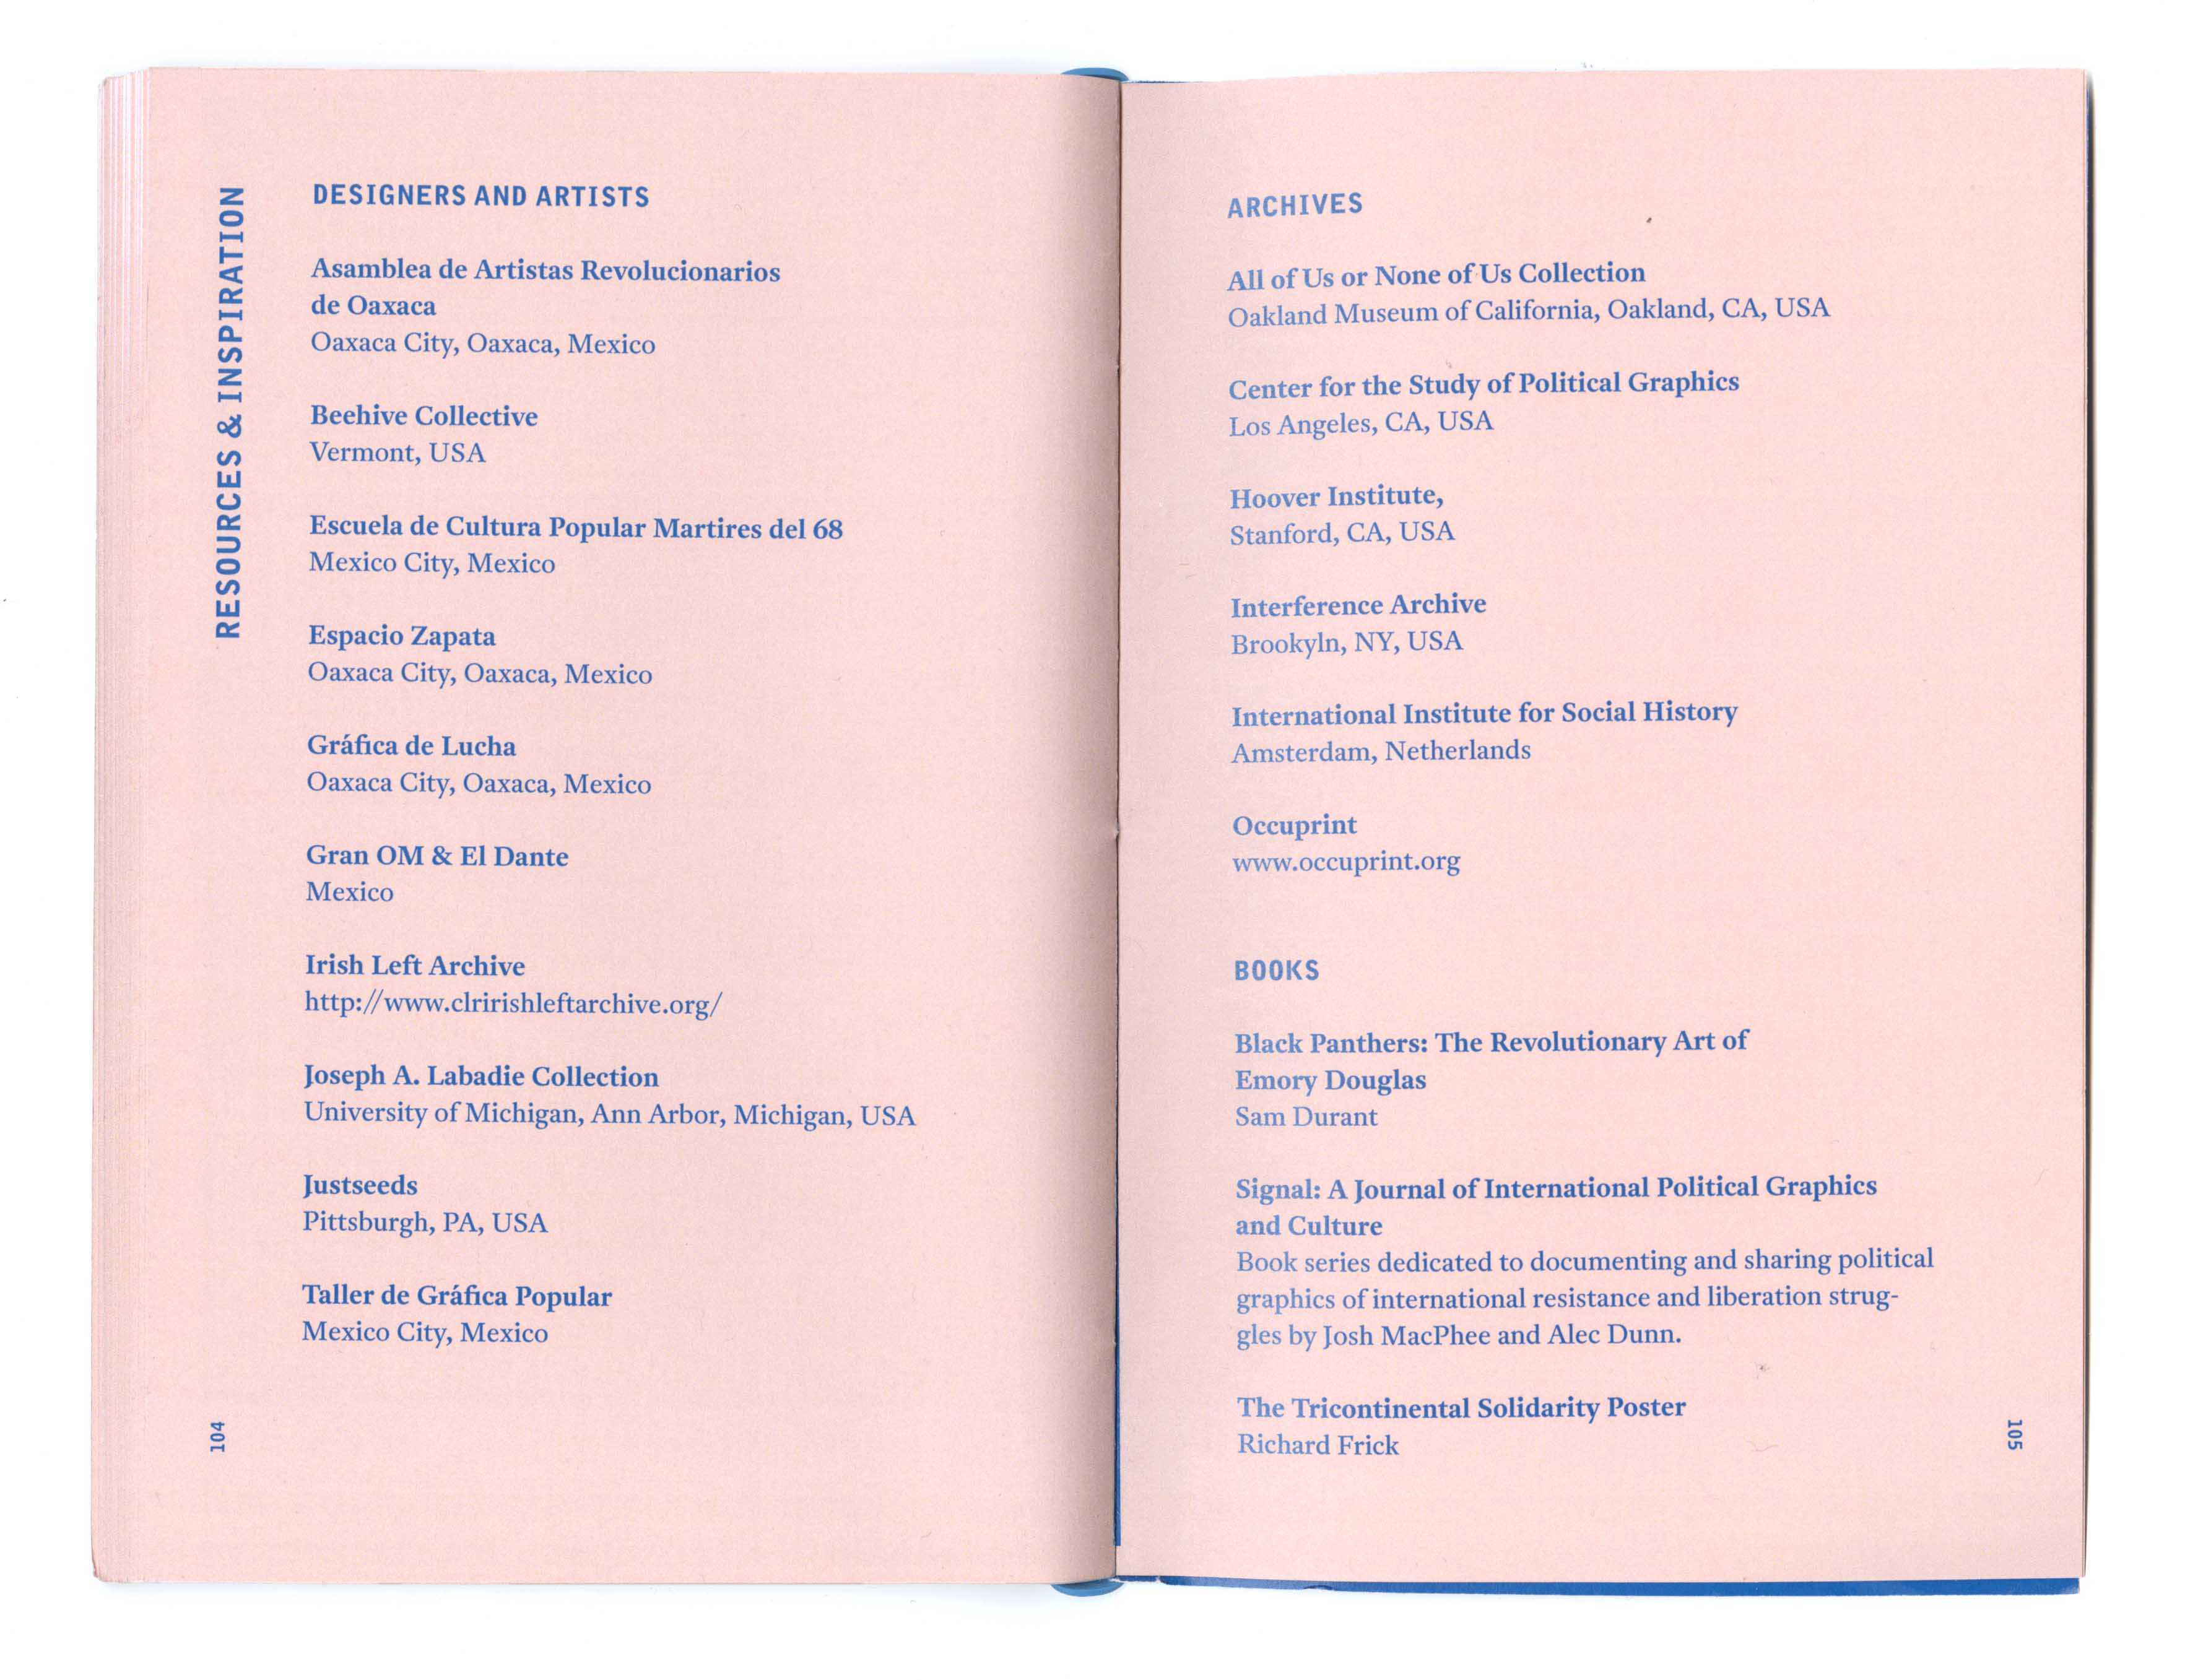 RESOURCES & INSPIRATION
DESIGNERS AND ARTISTS
Asamblea de Artistas Revolucionarios
de Oaxaca
Oaxaca City, Oaxaca, Mexico
Beehive Collective
Vermont, USA
Escuela de Cultura Popular Martires del 68
Mexico City, Mexico
Espacio Zapata
Oaxaca City, Oaxaca, Mexico
Gráfica de Lucha
Oaxaca City, Oaxaca, Mexico
Gran OM & El Dante
Mexico
Irish Left Archive
http://www.clririshleftarchive.org/
Joseph A. Labadie Collection
University of Michigan, Ann Arbor, Michigan, USA
Justseeds
Pittsburgh, PA, USA
Taller de Gráfica Popular
Mexico City, Mexico
104
ARCHIVES
All of Us or None of Us Collection
Oakland Museum of California, Oakland, CA, USA
Center for the Study of Political Graphics
Los Angeles, CA, USA
Hoover Institute,
Stanford, CA, USA
Interference Archive
Brookyln, NY, USA
International Institute for Social History
Amsterdam, Netherlands
Occuprint
www.occuprint.org
BOOKS
Black Panthers: The Revolutionary Art of
Emory Douglas
Sam Durant
Signal: A Journal of International Political Graphics
and Culture
Book series dedicated to documenting and sharing political
graphics of international resistance and liberation strug-
gles by Josh MacPhee and Alec Dunn.
The Tricontinental Solidarity Poster
Richard Frick
105